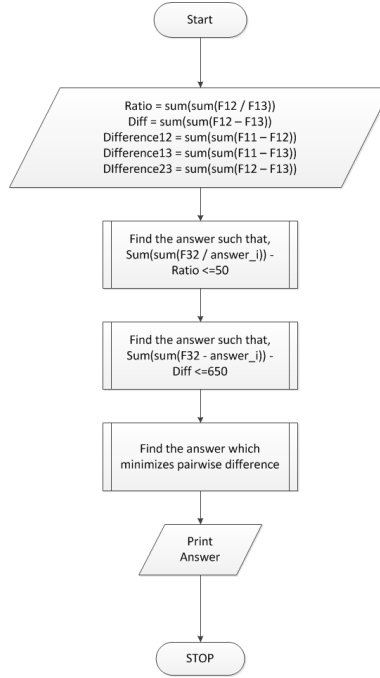 Start
Ratio = sum(sum(F12 / F13))
Diff = sum(sum(F12 – F13))
Difference12 = sum(sum(F11 – F12))
Difference13 = sum(sum(F11 – F13))
DIfference23 = sum(sum(F12 – F13))
Find the answer such that,
Sum(sum(F32 / answer_i)) -
Ratio <=50
Find the answer such that,
Sum(sum(F32 - answer_i)) -
Diff <=650
Find the answer which
minimizes pairwise difference
Print
Answer
STOP